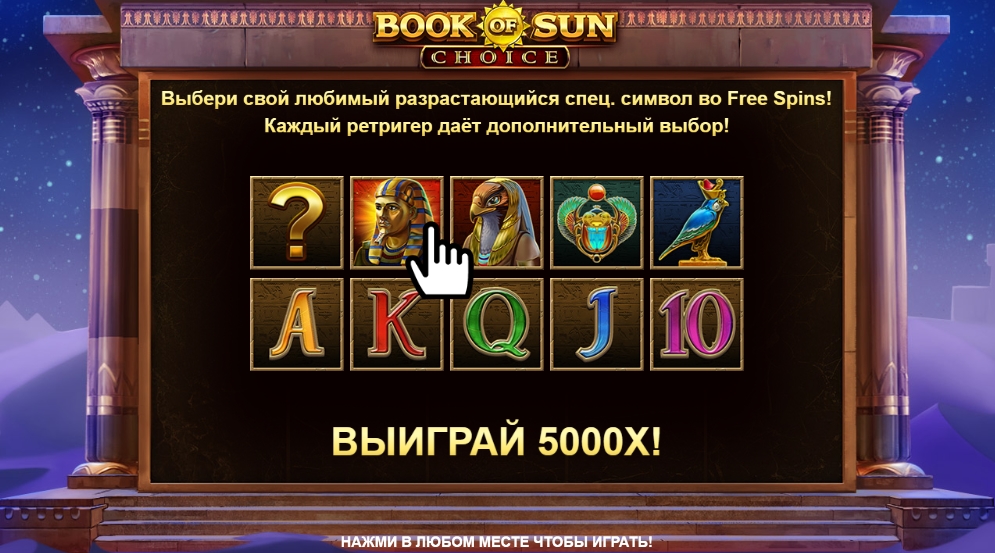 BOOK OF SUN
CHOICE
Выбери свой любимый разрастающийся спец. символ во Free Spins!
Каждый ретригер даёт дополнительный выбор!
?
A K Q J 10
ВЫИГРАЙ 5000X!
НАЖМИ В ЛЮБОМ МЕСТЕ ЧТОБЫ ИГРАТЬ!